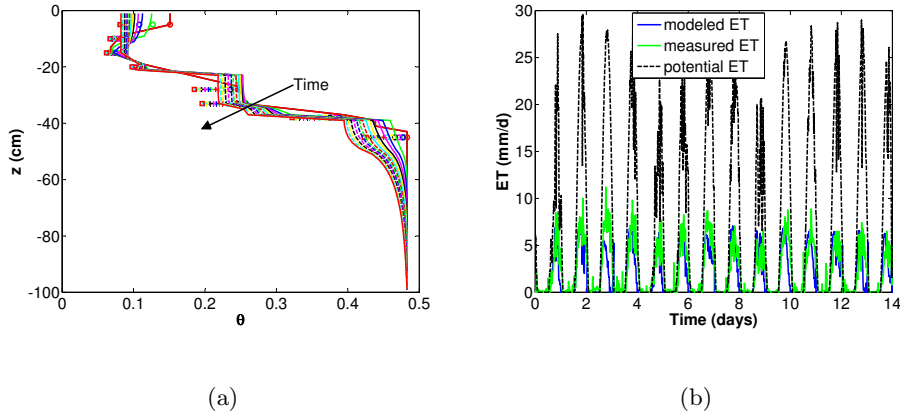 0
−20
−40
−60
−80
−100
z (cm)
0
0.1
0.2
0.3
0.4
0.5
θ
Time
(a)
30
25
20
15
10
5
0
ET (mm/d)
0
2
4
6
8
10
12
14
Time (days)
modeled ET
measured ET
potential ET
(b)